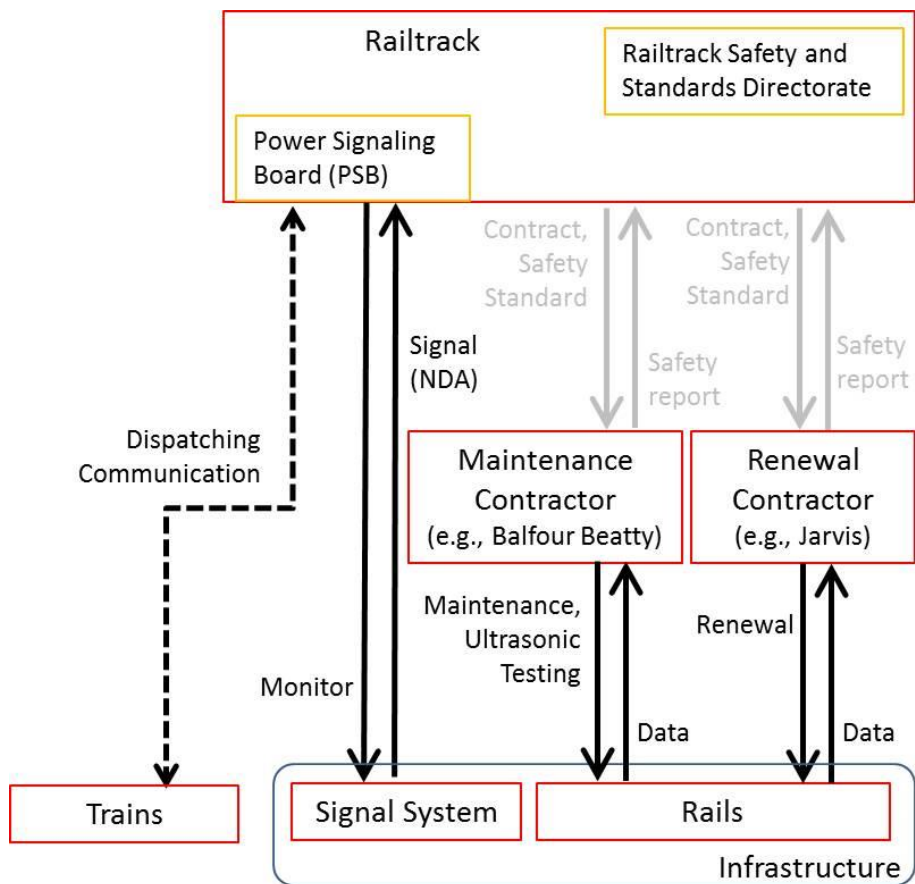 Railtrack
Railtrack Safety and
Standards Directorate
Power Signaling
Board (PSB)
Contract,
Safety
Standard
Contract,
Safety
Standard
Signal
(NDA)
Safety
report
Safety
report
Dispatching
Communication
Maintenance
Contractor
(e.g., Balfour Beatty)
Renewal
Contractor
(e.g., Jarvis)
Maintenance,
Ultrasonic
Testing
Renewal
Monitor
Data
Data
Trains
Signal System
Rails
Infrastructure